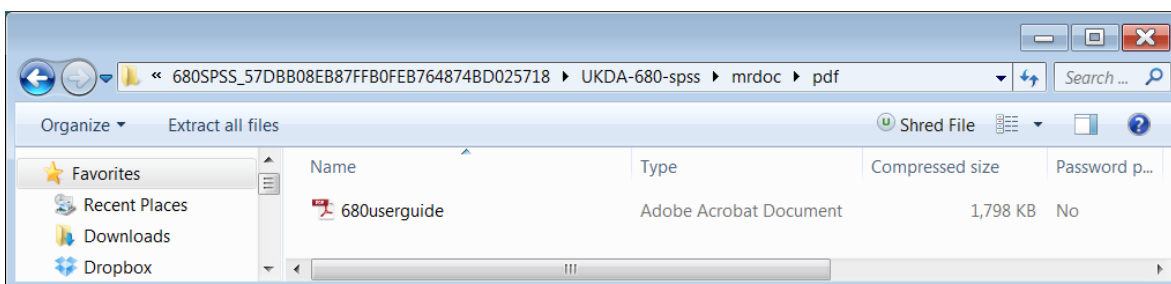 « 680SPSS_57DBB08EB87FFB0FEB764874BD025718 ▸ UKDA-680-spss ▸ mrdoc ▸ pdf Search ...
Organize Extract all files Shred File
Favorites
Recent Places
Downloads
Dropbox
Name Type Compressed size Password p...
680userguide Adobe Acrobat Document 1,798 KB No